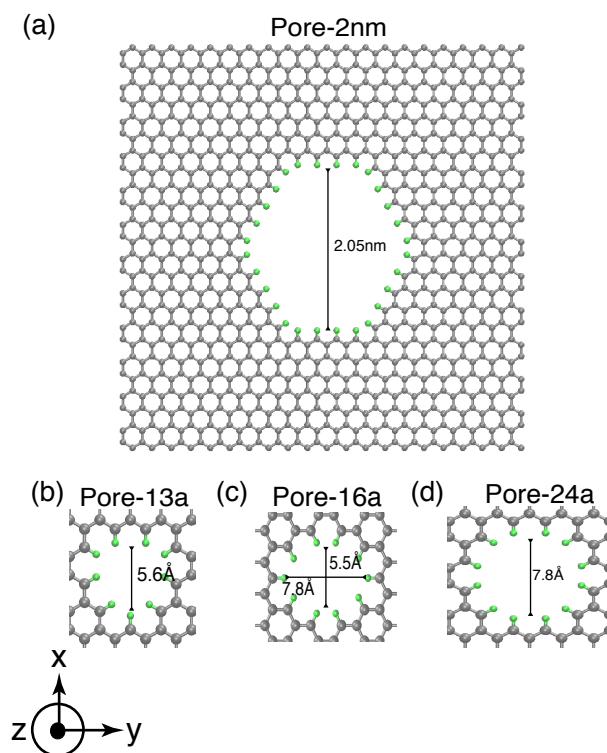 (a)
Pore-2nm
2.05nm
(b) Pore-13a
(c) Pore-16a
(d) Pore-24a
5.6Å
5.5Å
7.8Å
7.8Å
x
z
y